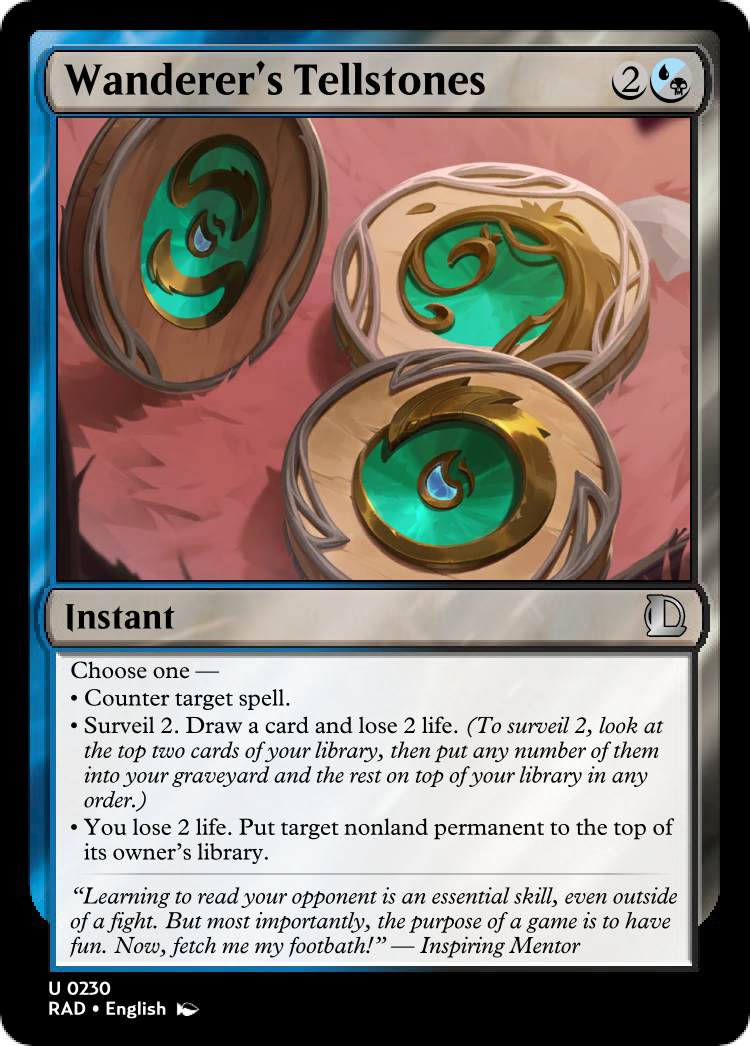 Wanderer's Tellstones
2
Instant
Choose one —
• Counter target spell.
• Surveil 2. Draw a card and lose 2 life. (To surveil 2, look at
the top two cards of your library, then put any number of them
into your graveyard and the rest on top of your library in any
order.)
• You lose 2 life. Put target nonland permanent to the top of
its owner's library.
“Learning to read your opponent is an essential skill, even outside
of a fight. But most importantly, the purpose of a game is to have
fun. Now, fetch me my footbath!” — Inspiring Mentor
U 0230
RAD • English